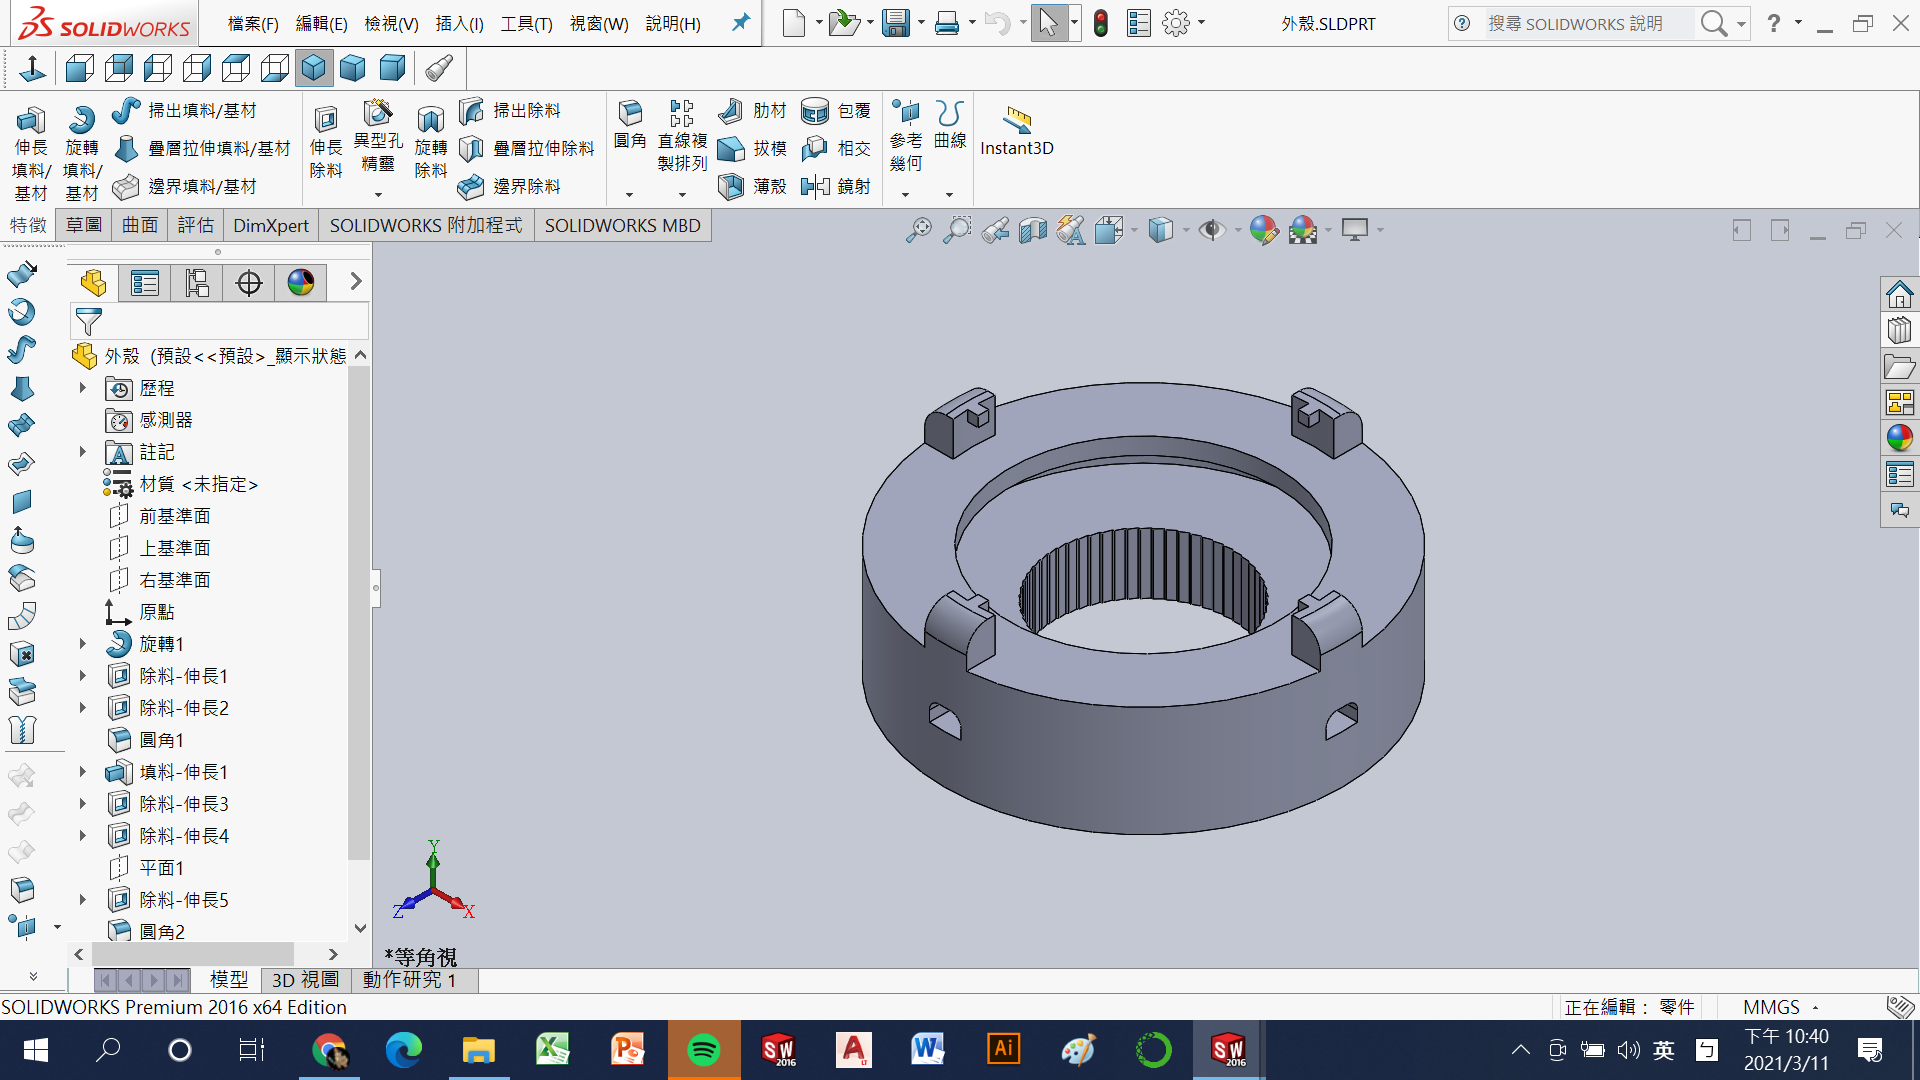 SOLIDWORKS 檔案(F) 編輯(E) 檢視(V) 插入(I) 工具(T) 視窗(W) 說明(H) 外殼.SLDPRT 搜尋 SOLIDWORKS 說明
伸長填料/基材
旋轉填料/基材
掃出填料/基材
疊層拉伸填料/基材
邊界填料/基材
伸長除料
異型孔精靈
旋轉除料
掃出除料
疊層拉伸除料
邊界除料
圓角
直線複製排列
肋材
拔模
薄殼
包覆
相交
鏡射
參考幾何
曲線
Instant3D
特徵 草圖 曲面 評估 DimXpert SOLIDWORKS 附加程式 SOLIDWORKS MBD
外殼 (預設<<預設>_顯示狀態
歷程
感測器
註記
材質 <未指定>
前基準面
上基準面
右基準面
原點
旋轉1
除料-伸長1
除料-伸長2
圓角1
填料-伸長1
除料-伸長3
除料-伸長4
平面1
除料-伸長5
圓角2
Y
Z X
*等角視
模型 3D 視圖 動作研究 1
SOLIDWORKS Premium 2016 x64 Edition 正在編輯： 零件 MMGS
英 下午 10:40
2021/3/11